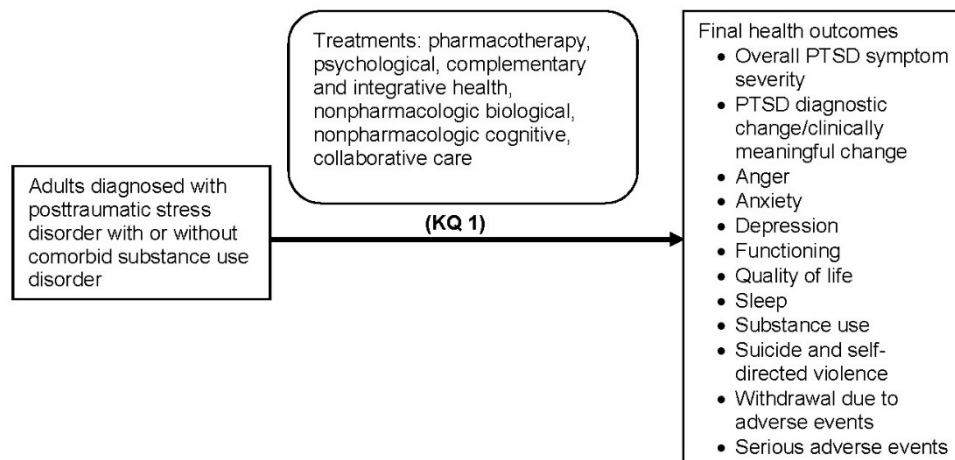 Treatments: pharmacotherapy,
psychological, complementary
and integrative health,
nonpharmacologic biological,
nonpharmacologic cognitive,
collaborative care
Adults diagnosed with
posttraumatic stress
disorder with or without
comorbid substance use
disorder
(KQ 1)
Final health outcomes
• Overall PTSD symptom
severity
• PTSD diagnostic
change/clinically
meaningful change
• Anger
• Anxiety
• Depression
• Functioning
• Quality of life
• Sleep
• Substance use
• Suicide and self-
directed violence
• Withdrawal due to
adverse events
• Serious adverse events